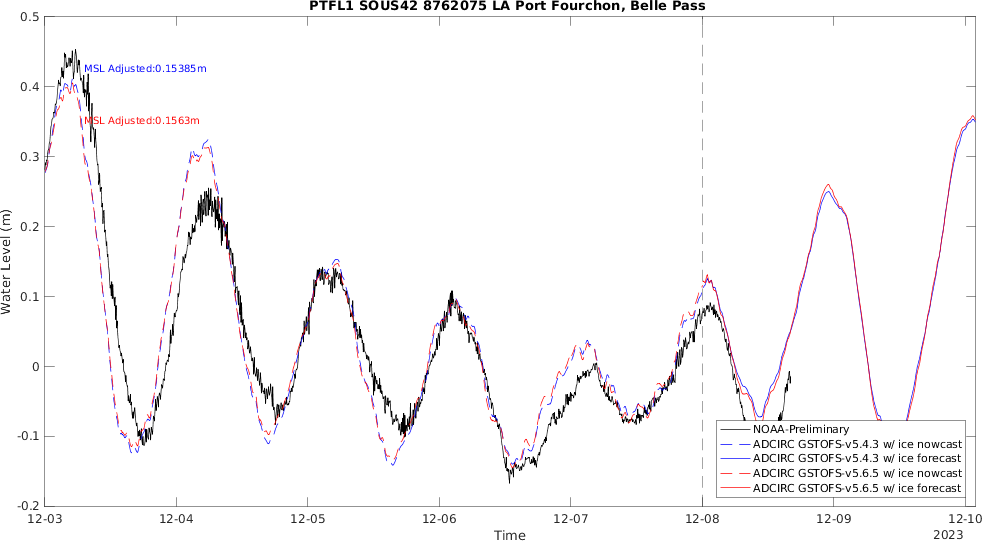 PTFL1 SOUS42 8762075 LA Port Fourchon, Belle Pass
0.5
0.4
0.3
0.2
0.1
0
-0.1
-0.2
Water Level (m)
MSL Adjusted:0.15385m
MSL Adjusted:0.1563m
NOAA-Preliminary
ADCIRC GSTOFS-v5.4.3 w/ ice nowcast
ADCIRC GSTOFS-v5.4.3 w/ ice forecast
ADCIRC GSTOFS-v5.6.5 w/ ice nowcast
ADCIRC GSTOFS-v5.6.5 w/ ice forecast
12-03 12-04 12-05 12-06 12-07 12-08 12-09 12-10
Time
2023